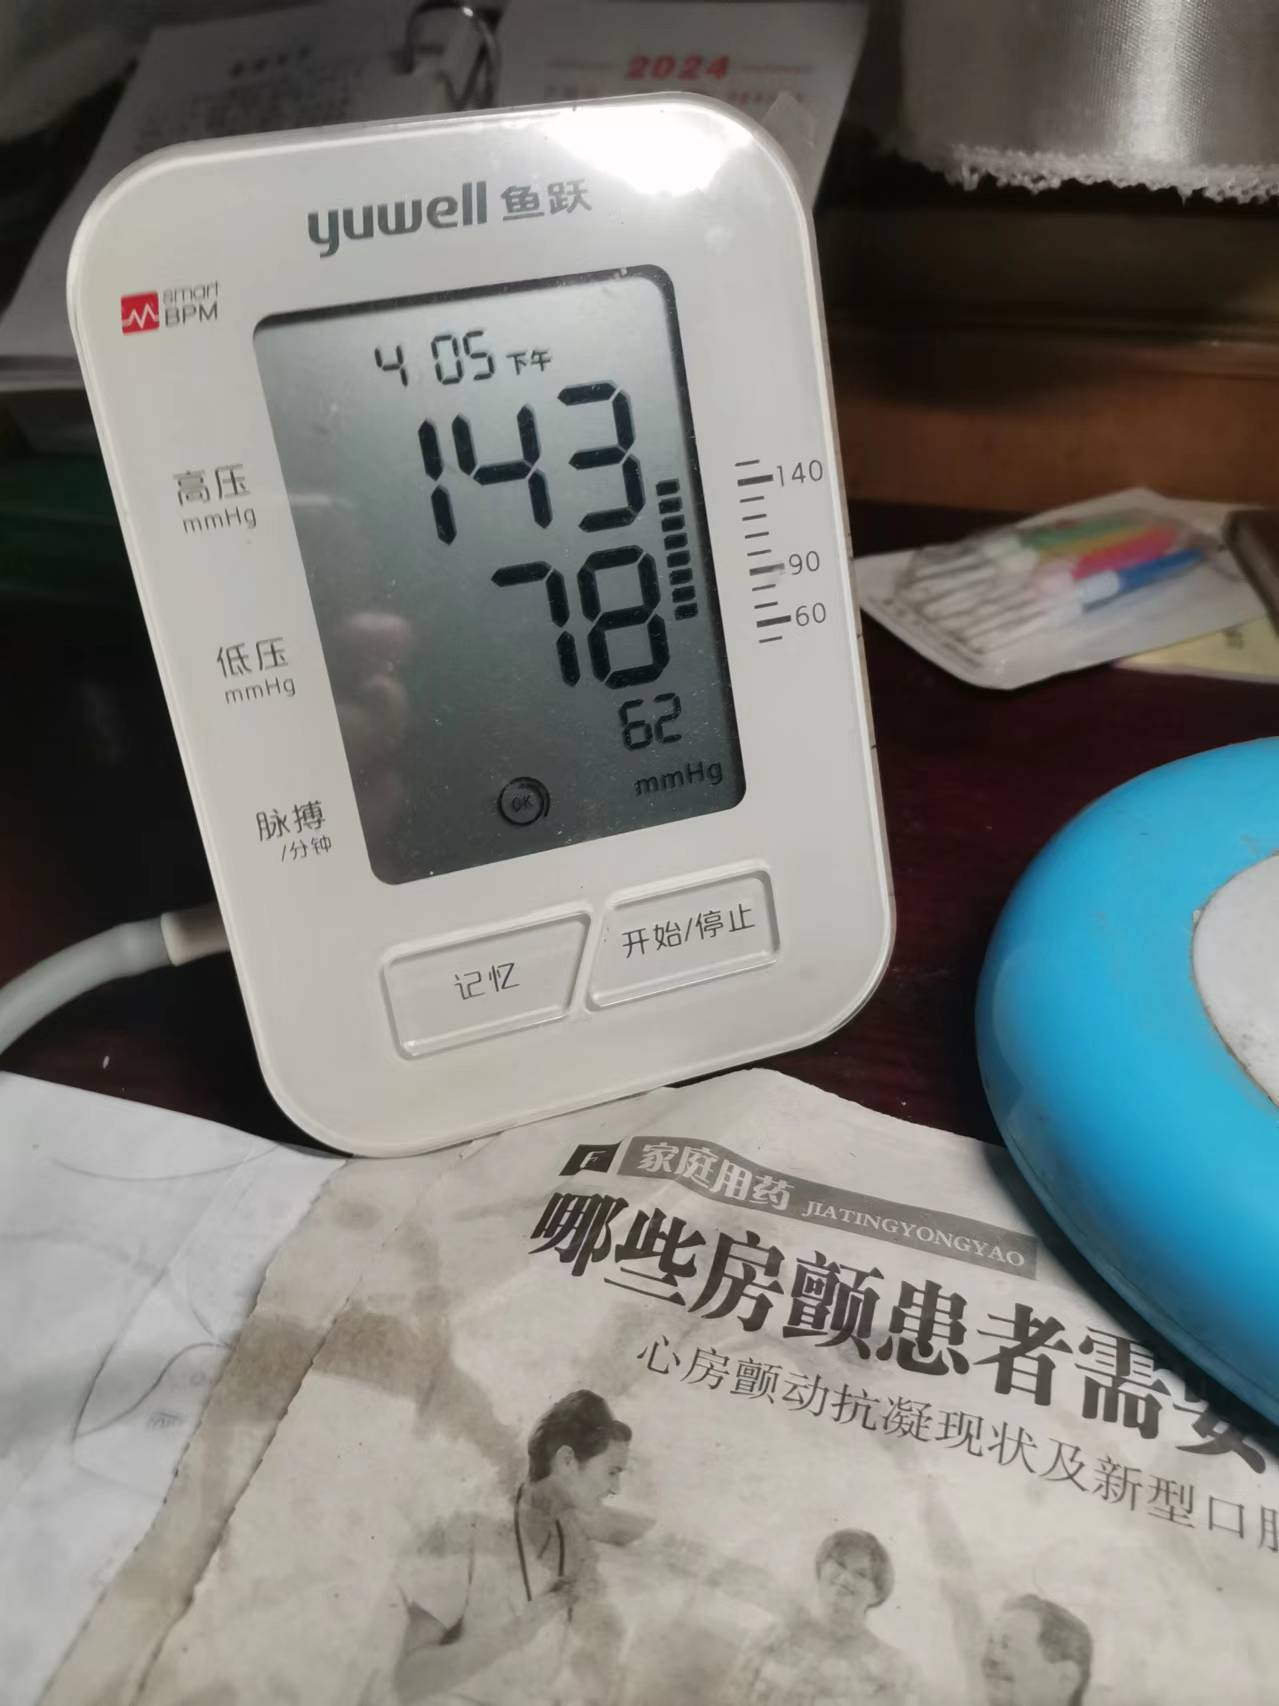 2024
yuwell 鱼跃
smart
BPM
4 05 下午
143
高压
mmHg
140
78
90
低压
mmHg
60
62
mmHg
OK
脉搏
/分钟
记忆
开始/停止
F 家庭用药 JIATINGYONGYAO
哪些房颤患者需要
心房颤动抗凝现状及新型口服